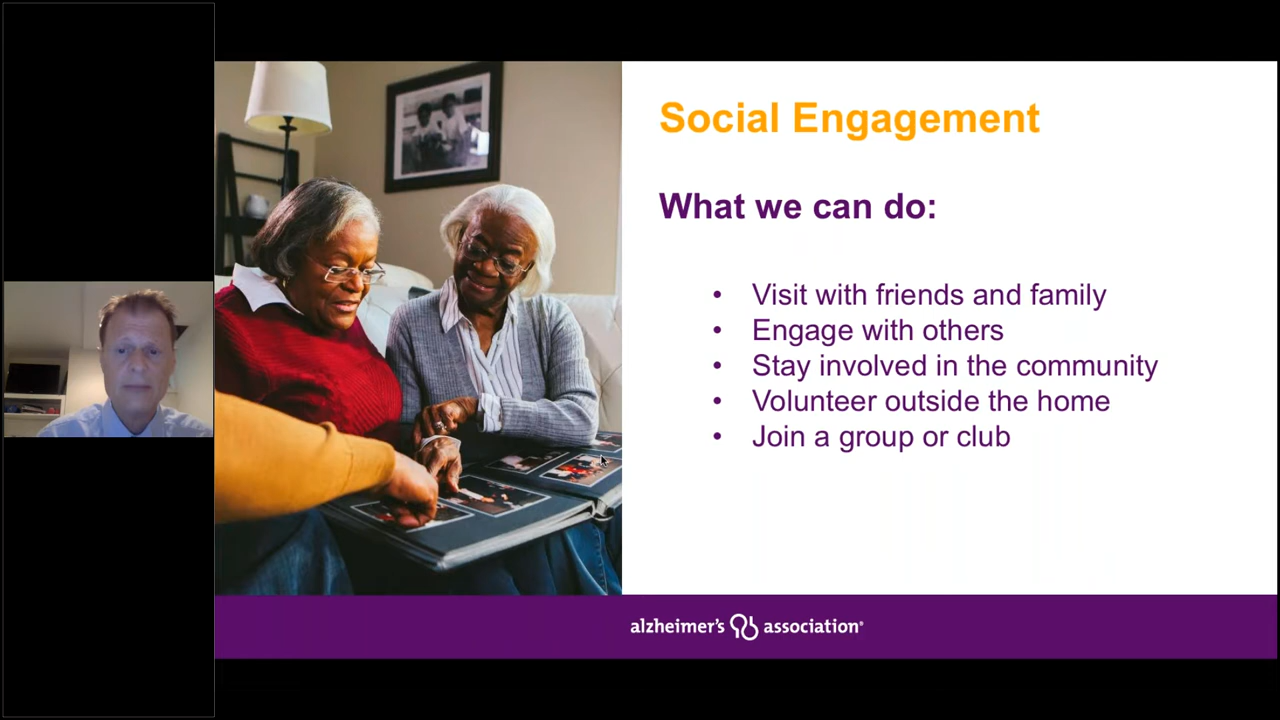 Social Engagement
What we can do:
• Visit with friends and family
• Engage with others
• Stay involved in the community
• Volunteer outside the home
• Join a group or club
alzheimer's association®